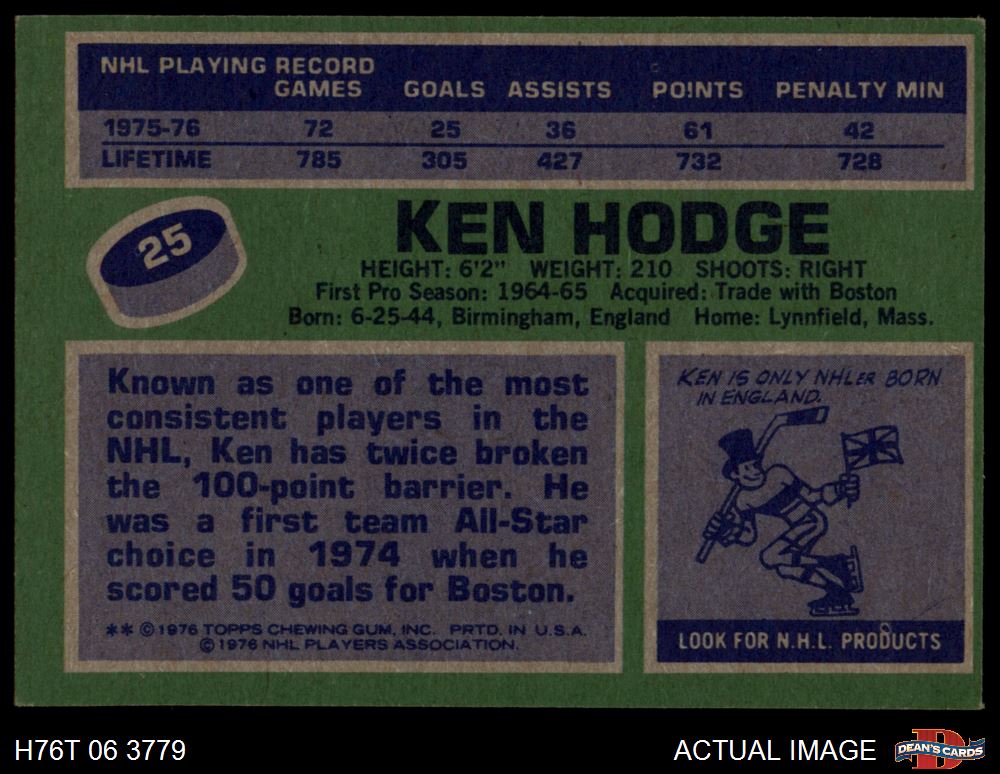 NHL PLAYING RECORD
GAMES GOALS ASSISTS POINTS PENALTY MIN
1975-76 72 25 36 61 42
LIFETIME 785 305 427 732 728
25
KEN HODGE
HEIGHT: 6'2" WEIGHT: 210 SHOOTS: RIGHT
First Pro Season: 1964-65 Acquired: Trade with Boston
Born: 6-25-44, Birmingham, England Home: Lynnfield, Mass.
Known as one of the most
consistent players in the
NHL, Ken has twice broken
the 100-point barrier. He
was a first team All-Star
choice in 1974 when he
scored 50 goals for Boston.
** © 1976 TOPPS CHEWING GUM, INC. PRTD. IN U.S.A.
© 1976 NHL PLAYERS ASSOCIATION.
KEN IS ONLY NHLER BORN
IN ENGLAND.
LOOK FOR N.H.L. PRODUCTS
H76T 06 3779
ACTUAL IMAGE
D
DEAN'S CARDS